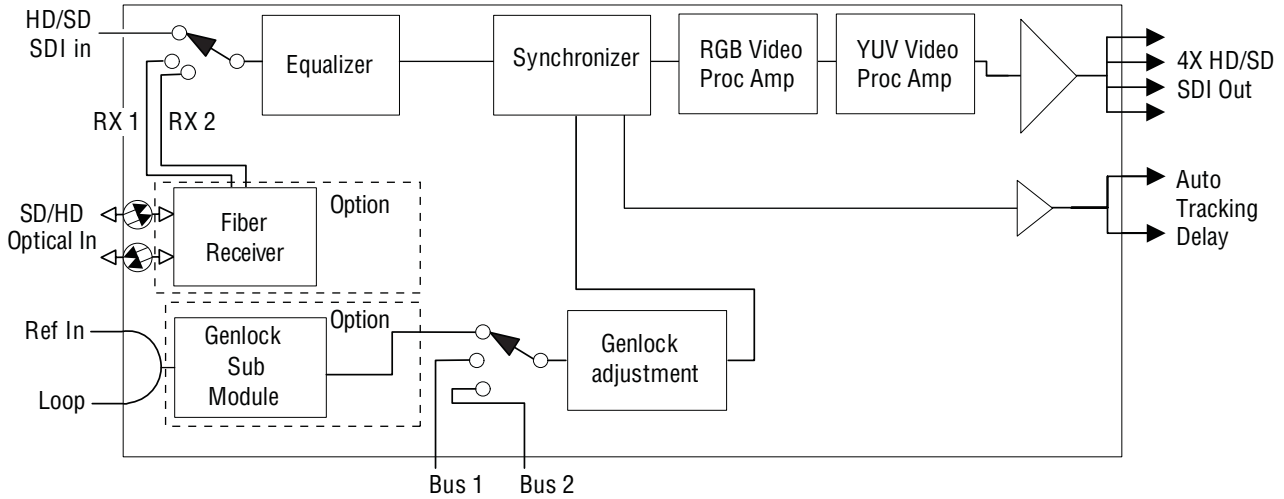 HD/SD
SDI in
Equalizer
Synchronizer
RGB Video
Proc Amp
YUV Video
Proc Amp
4X HD/SD
SDI Out
RX 1
RX 2
Option
SD/HD
Optical In
Fiber
Receiver
Auto
Tracking
Delay
Ref In
Loop
Option
Genlock
Sub
Module
Genlock
adjustment
Bus 1
Bus 2